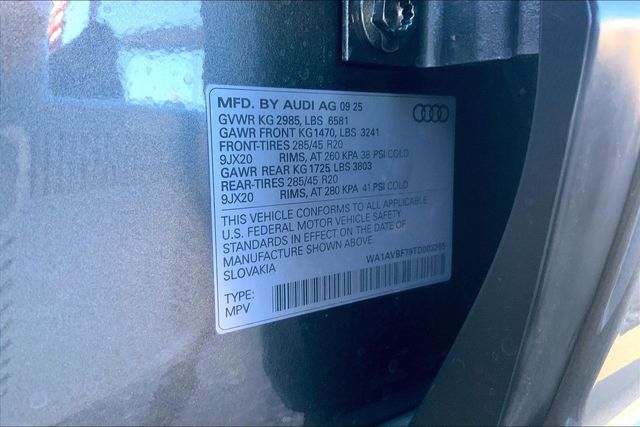 MFD. BY AUDI AG 09 25
GVWR KG 2985, LBS 6581
GAWR FRONT KG1470, LBS 3241
FRONT-TIRES 285/45 R20
9JX20 RIMS, AT 260 KPA 38 PSI COLD
GAWR REAR KG 1725 LBS 3803
REAR-TIRES 285/45 R20
9JX20 RIMS, AT 280 KPA 41 PSI COLD
THIS VEHICLE CONFORMS TO ALL APPLICABLE
U.S. FEDERAL MOTOR VEHICLE SAFETY
STANDARDS IN EFFECT ON THE DATE OF
MANUFACTURE SHOWN ABOVE.
SLOVAKIA
TYPE:
MPV